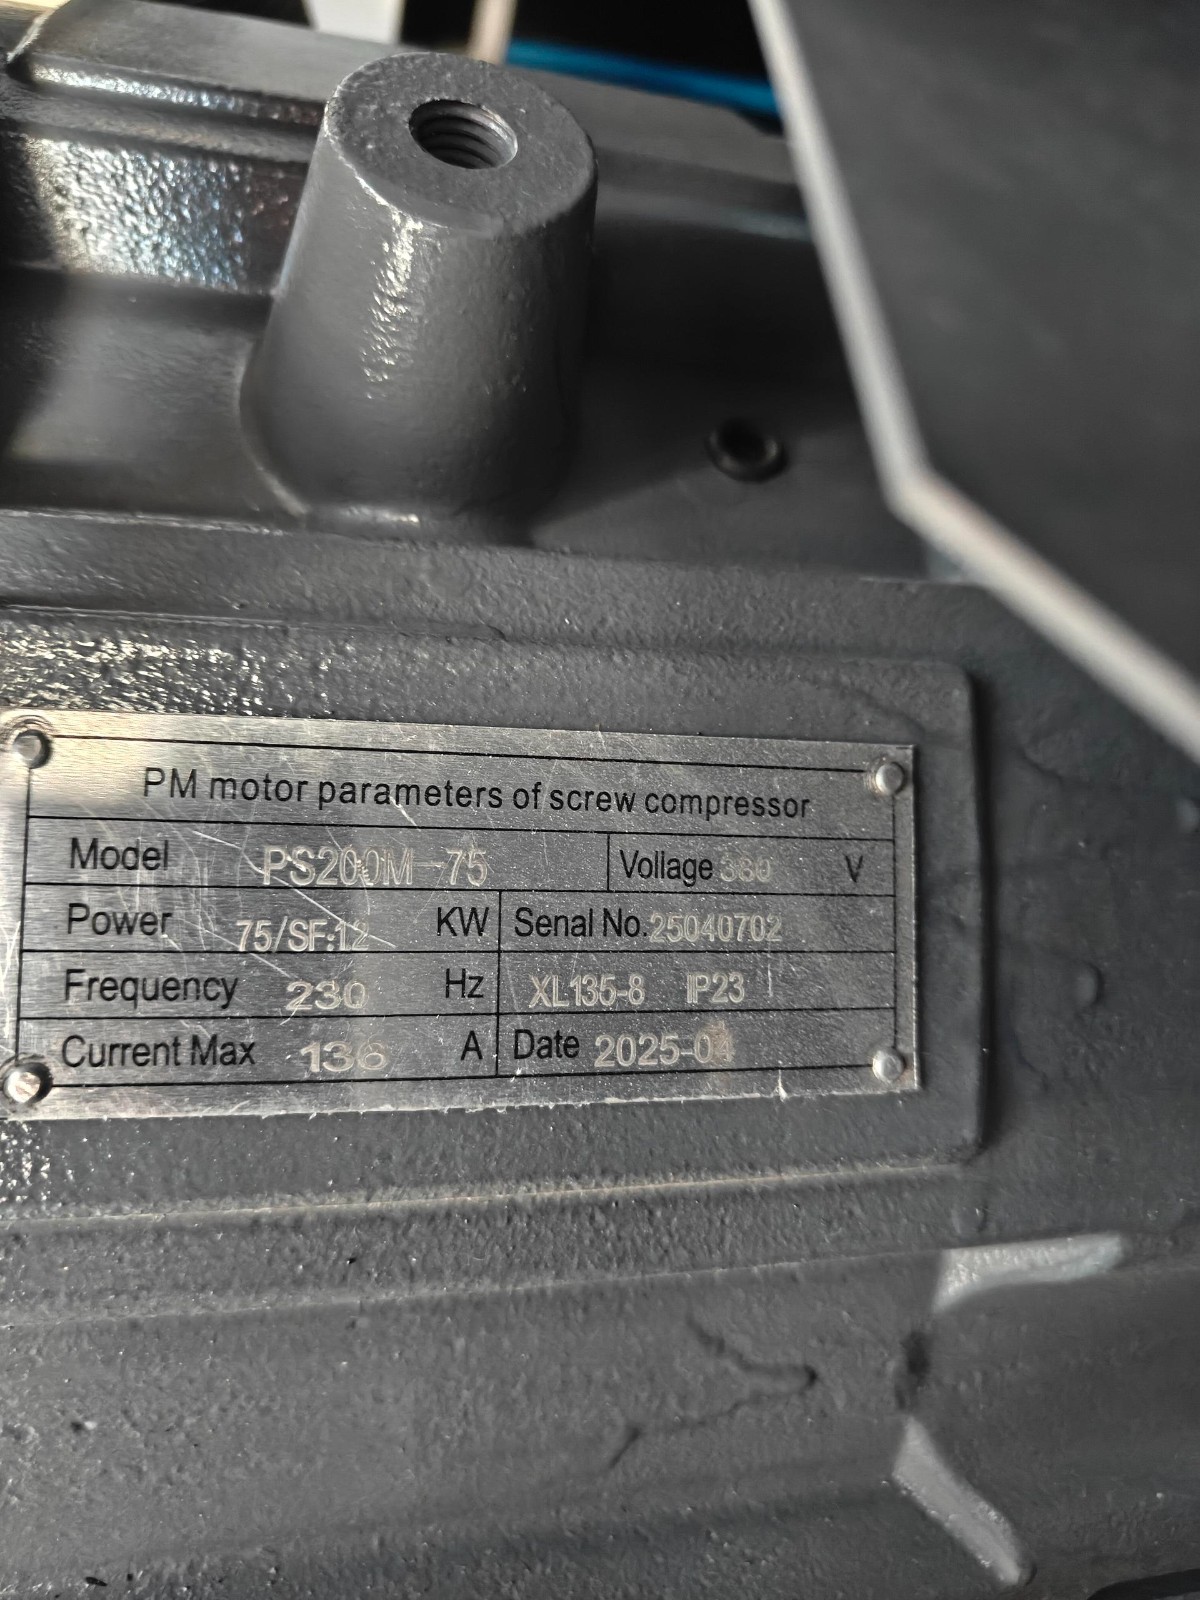 PM motor parameters of screw compressor
Model PS200M-75 Vollage 380 V
Power 75/SF:12 KW Senal No.25040702
Frequency 230 Hz XL135-8 IP23
Current Max 136 A Date 2025-04